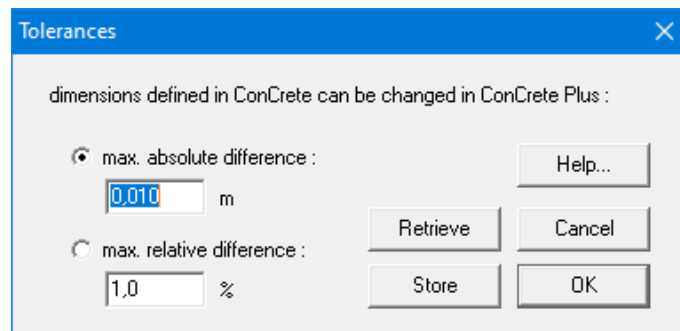 Tolerances
dimensions defined in ConCrete can be changed in ConCrete Plus :
max. absolute difference :
0,010 m
max. relative difference :
1,0 %
Help...
Retrieve Cancel
Store OK